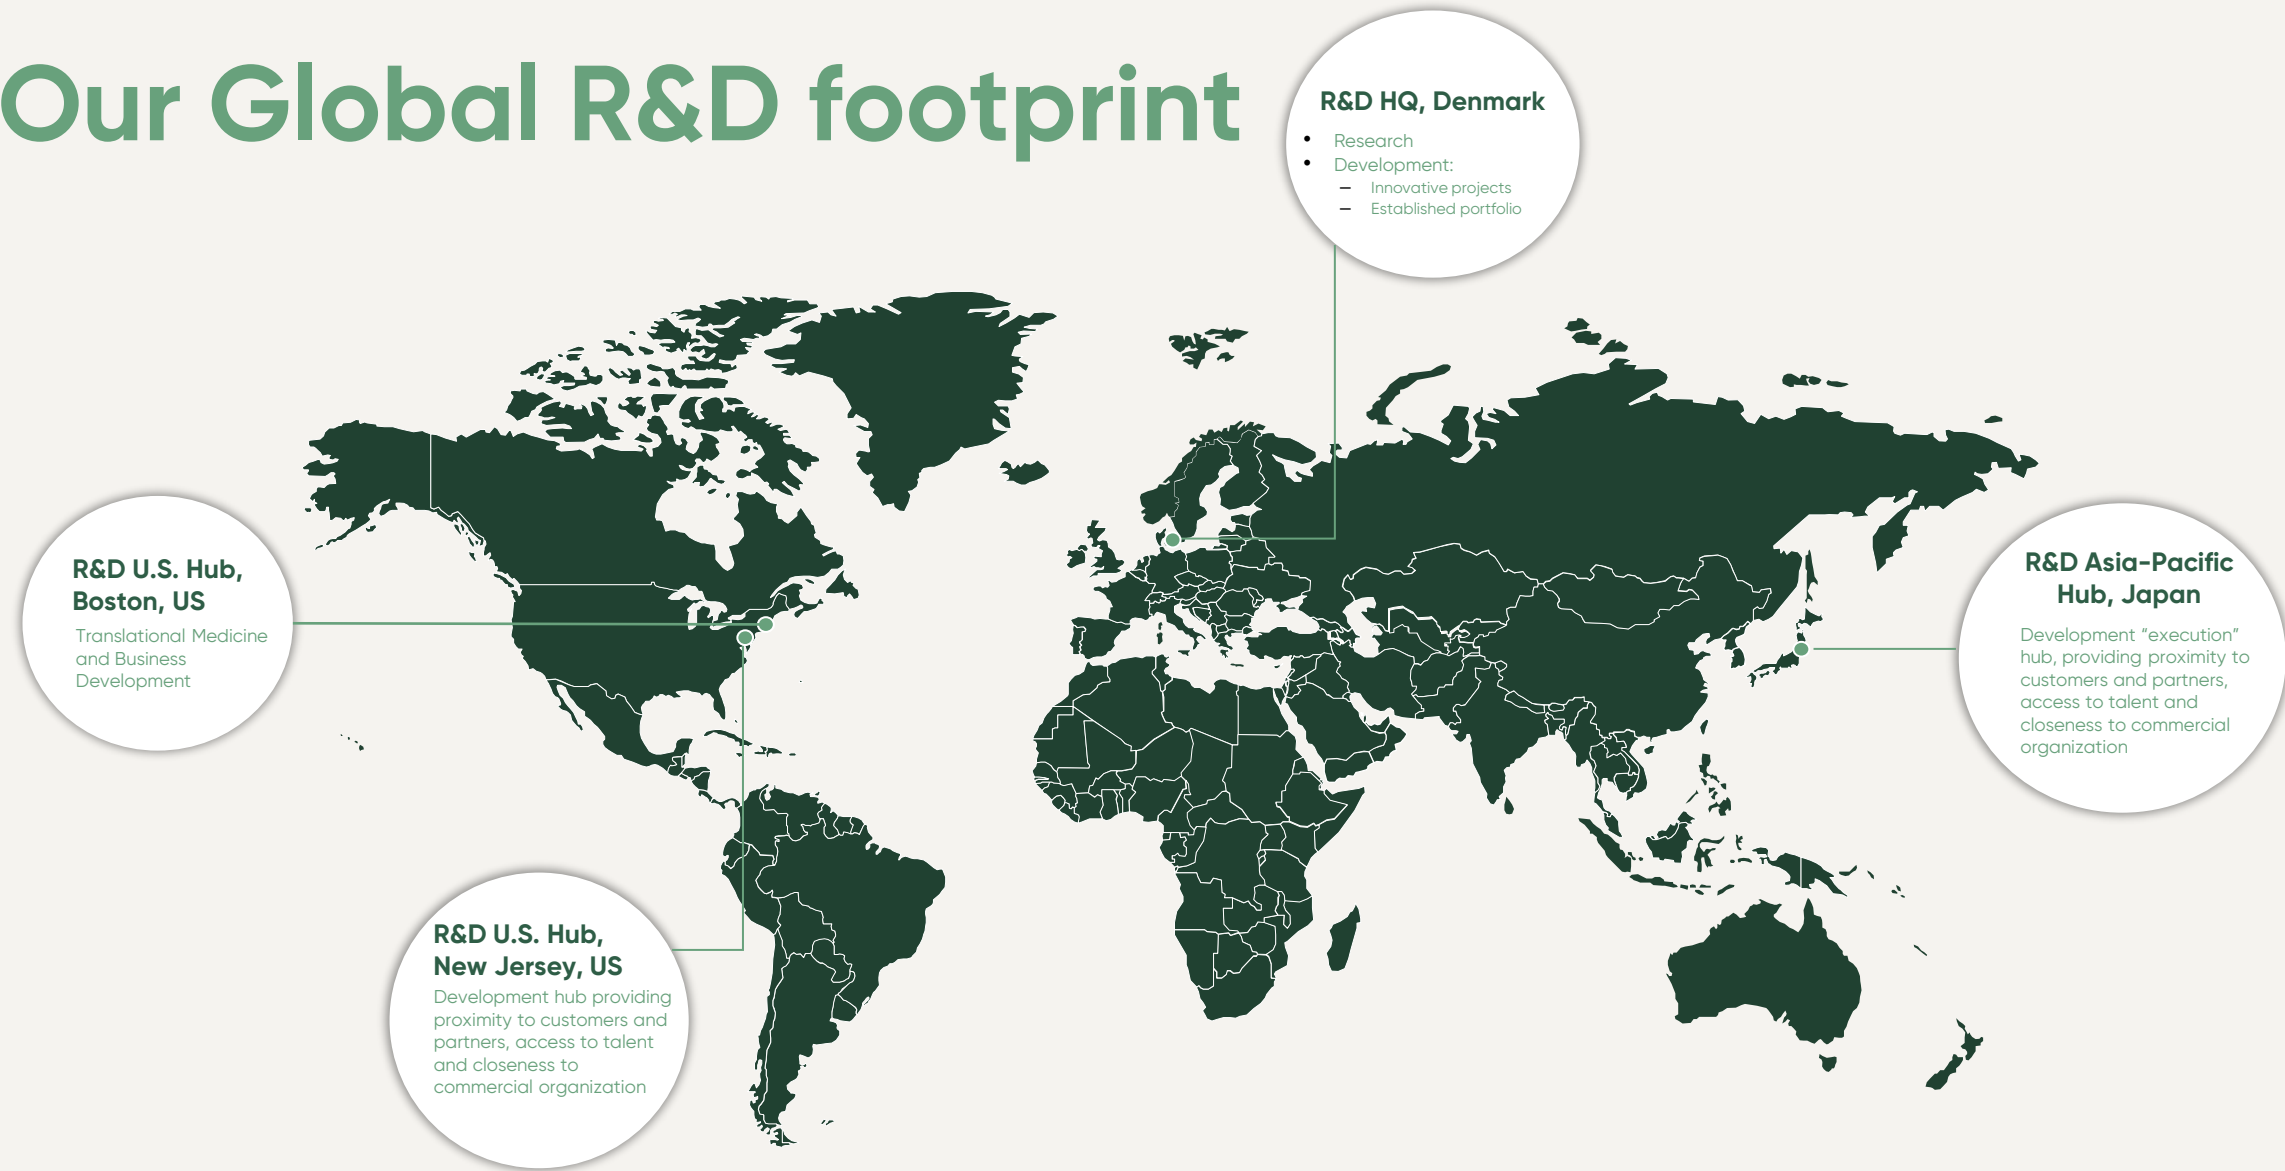 Our Global R&D footprint
R&D HQ, Denmark
• Research
• Development:
– Innovative projects
– Established portfolio
R&D U.S. Hub,
Boston, US
Translational Medicine
and Business
Development
R&D Asia-Pacific
Hub, Japan
Development “execution”
hub, providing proximity to
customers and partners,
access to talent and
closeness to commercial
organization
R&D U.S. Hub,
New Jersey, US
Development hub providing
proximity to customers and
partners, access to talent
and closeness to
commercial organization